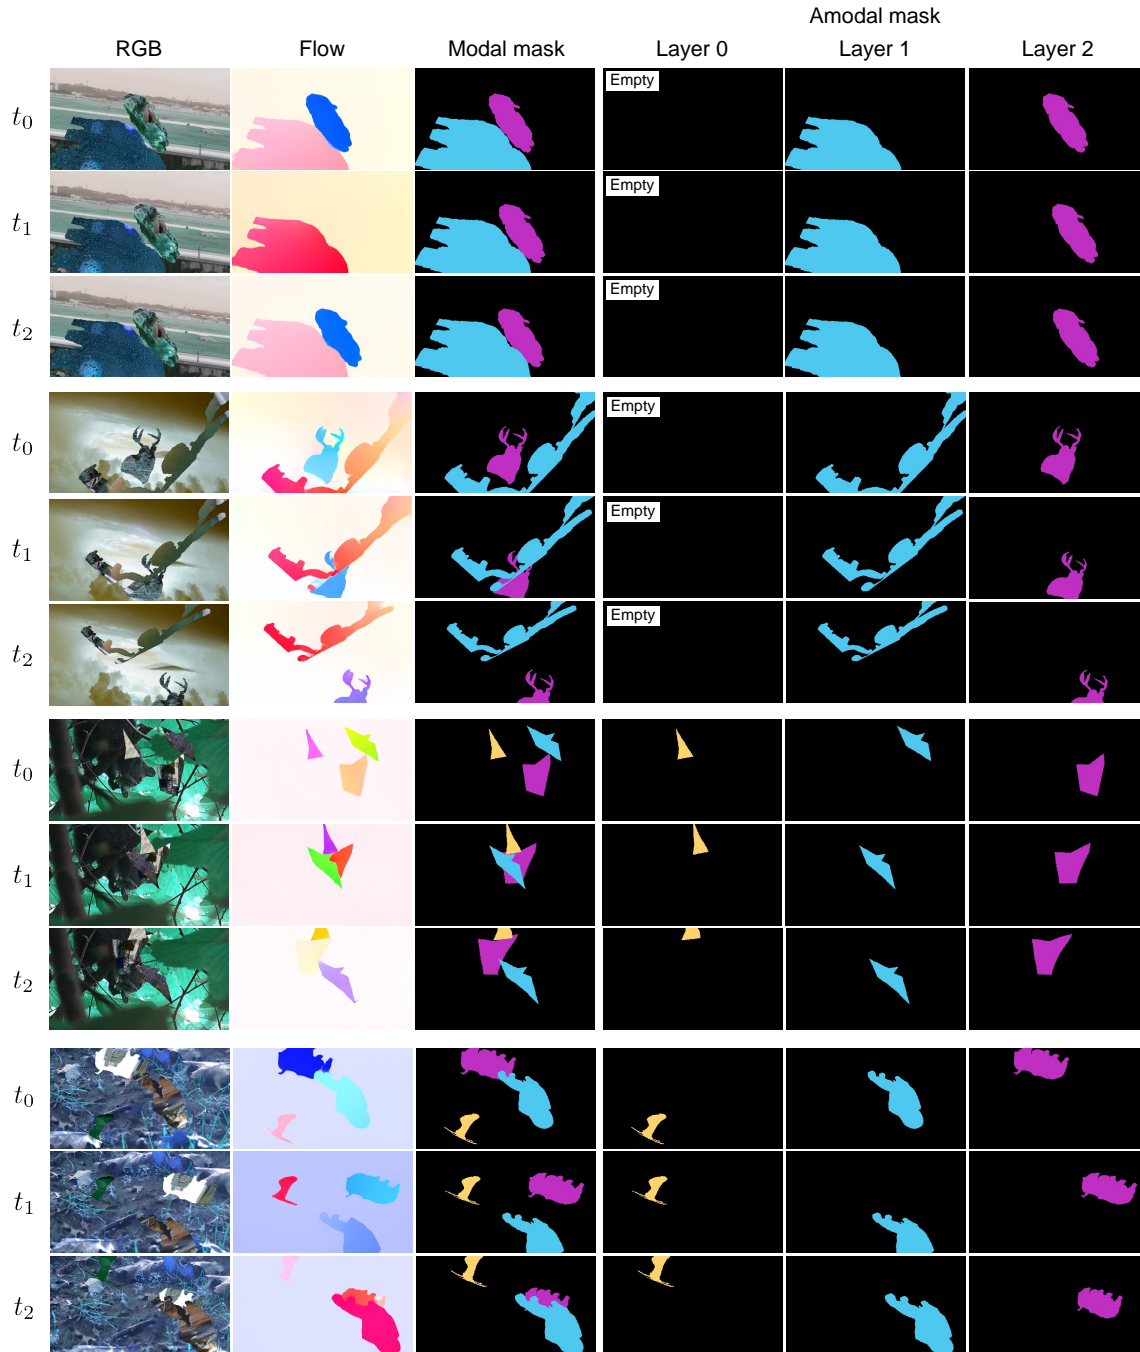 Amodal mask
RGB Flow Modal mask Layer 0 Layer 1 Layer 2
t0 Empty
t1 Empty
t2 Empty
t0 Empty
t1 Empty
t2 Empty
t0
t1
t2
t0
t1
t2